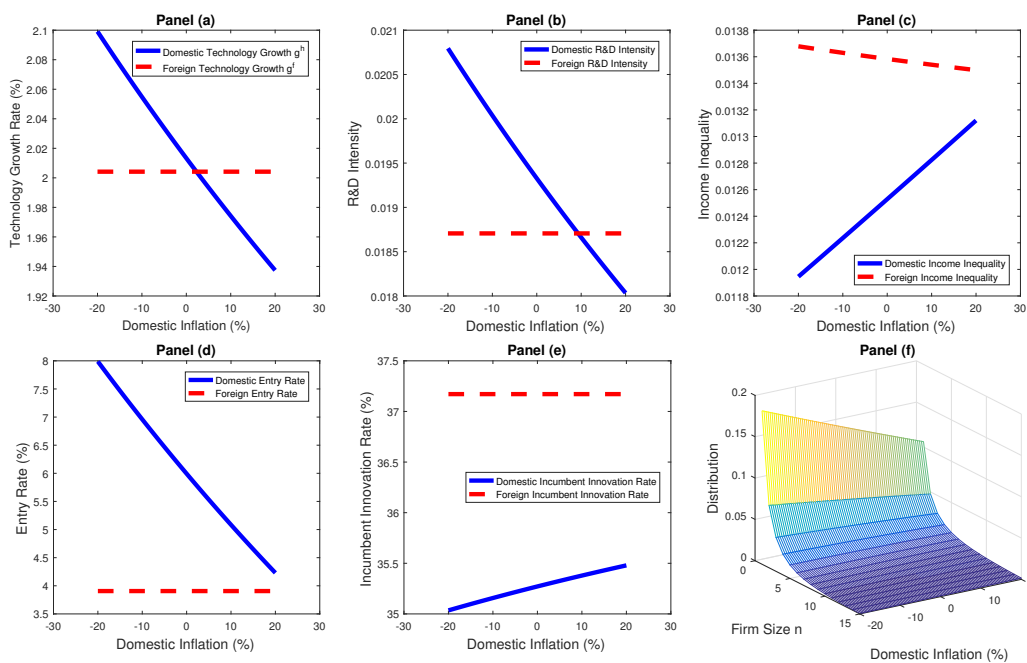 Panel (a)
2.1
2.08
2.06
2.04
2.02
2
1.98
1.96
1.94
1.92
-30 -20 -10 0 10 20 30
Technology Growth Rate (%)
Domestic Inflation (%)
Domestic Technology Growth g^h
Foreign Technology Growth g^f
Panel (b)
0.021
0.0205
0.02
0.0195
0.019
0.0185
0.018
-30 -20 -10 0 10 20 30
R&D Intensity
Domestic Inflation (%)
Domestic R&D Intensity
Foreign R&D Intensity
Panel (c)
0.0138
0.0136
0.0134
0.0132
0.013
0.0128
0.0126
0.0124
0.0122
0.012
0.0118
-30 -20 -10 0 10 20 30
Income Inequality
Domestic Inflation (%)
Domestic Income Inequality
Foreign Income Inequality
Panel (d)
8
7.5
7
6.5
6
5.5
5
4.5
4
3.5
-30 -20 -10 0 10 20 30
Entry Rate (%)
Domestic Inflation (%)
Domestic Entry Rate
Foreign Entry Rate
Panel (e)
37.5
37
36.5
36
35.5
35
-30 -20 -10 0 10 20 30
Incumbent Innovation Rate (%)
Domestic Inflation (%)
Domestic Incumbent Innovation Rate
Foreign Incumbent Innovation Rate
Panel (f)
0.2
0.15
0.1
0.05
0
Distribution
0
5
10
15
Firm Size n
-20
-10
0
10
Domestic Inflation (%)